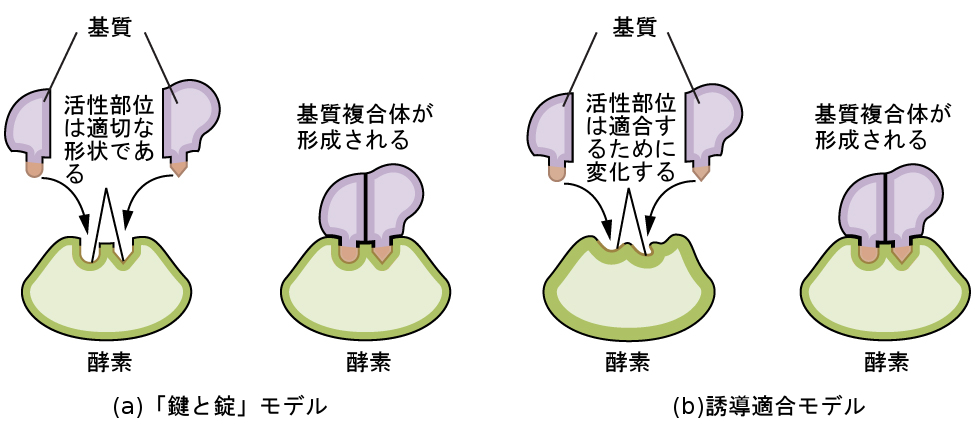 基質
活性部位
は適切な
形状であ
る
基質複合体が
形成される
酵素
酵素
(a)「鍵と錠」モデル
基質
活性部位
は適合す
るために
変化する
基質複合体が
形成される
酵素
酵素
(b)誘導適合モデル